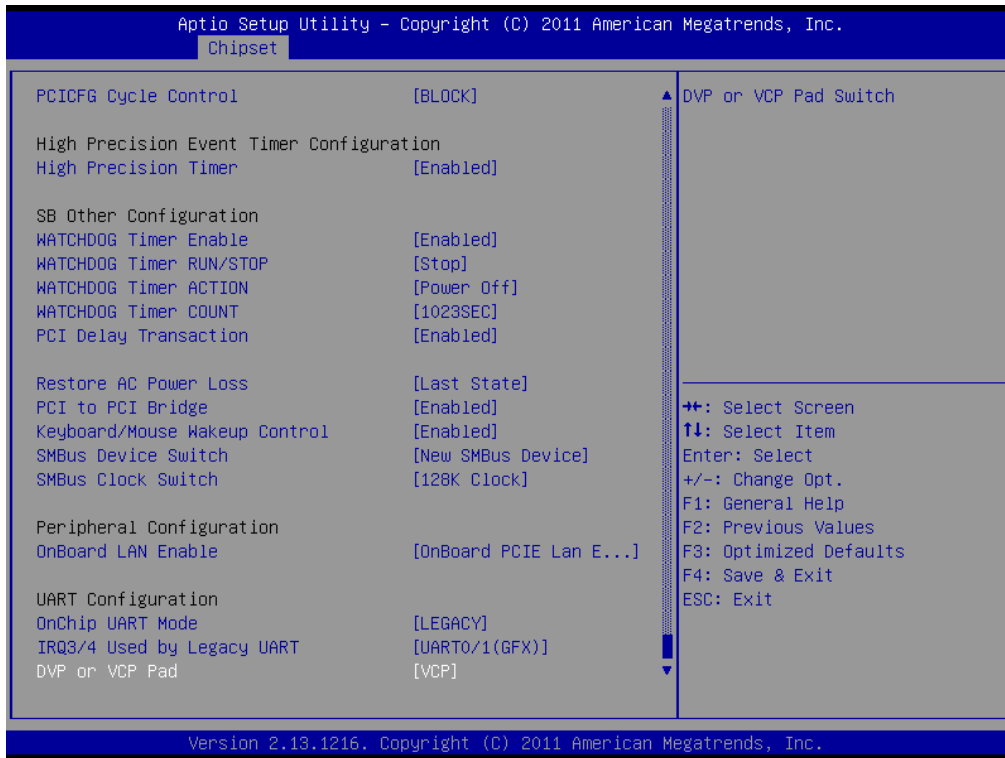 Aptio Setup Utility – Copyright (C) 2011 American Megatrends, Inc.
Chipset
PCICFG Cycle Control [BLOCK]
High Precision Event Timer Configuration
High Precision Timer [Enabled]
SB Other Configuration
WATCHDOG Timer Enable [Enabled]
WATCHDOG Timer RUN/STOP [Stop]
WATCHDOG Timer ACTION [Power Off]
WATCHDOG Timer COUNT [1023SEC]
PCI Delay Transaction [Enabled]
Restore AC Power Loss [Last State]
PCI to PCI Bridge [Enabled]
Keyboard/Mouse Wakeup Control [Enabled]
SMBus Device Switch [New SMBus Device]
SMBus Clock Switch [128K Clock]
Peripheral Configuration
OnBoard LAN Enable [OnBoard PCIE Lan E...]
UART Configuration
OnChip UART Mode [LEGACY]
IRQ3/4 Used by Legacy UART [UART0/1(GFX)]
DVP or VCP Pad [VCP]
DVP or VCP Pad Switch
→←: Select Screen
↑↓: Select Item
Enter: Select
+/-: Change Opt.
F1: General Help
F2: Previous Values
F3: Optimized Defaults
F4: Save & Exit
ESC: Exit
Version 2.13.1216. Copyright (C) 2011 American Megatrends, Inc.